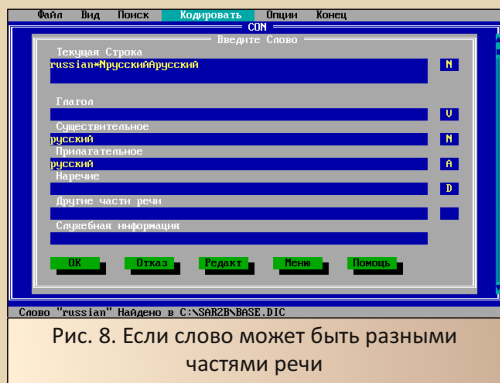 Файл Вид Поиск Кодировать Опции Конец
CON
Введите Слово
Текущая Строка
russian*NрусскийAрусский N
Глагол
V
Существительное
русский N
Прилагательное
русский A
Наречие
D
Другие части речи
Служебная информация
OK Отказ Редакт Меню Помощь
Слово "russian" Найдено в C:\SARZB\BASE.DIC
Рис. 8. Если слово может быть разными
частями речи